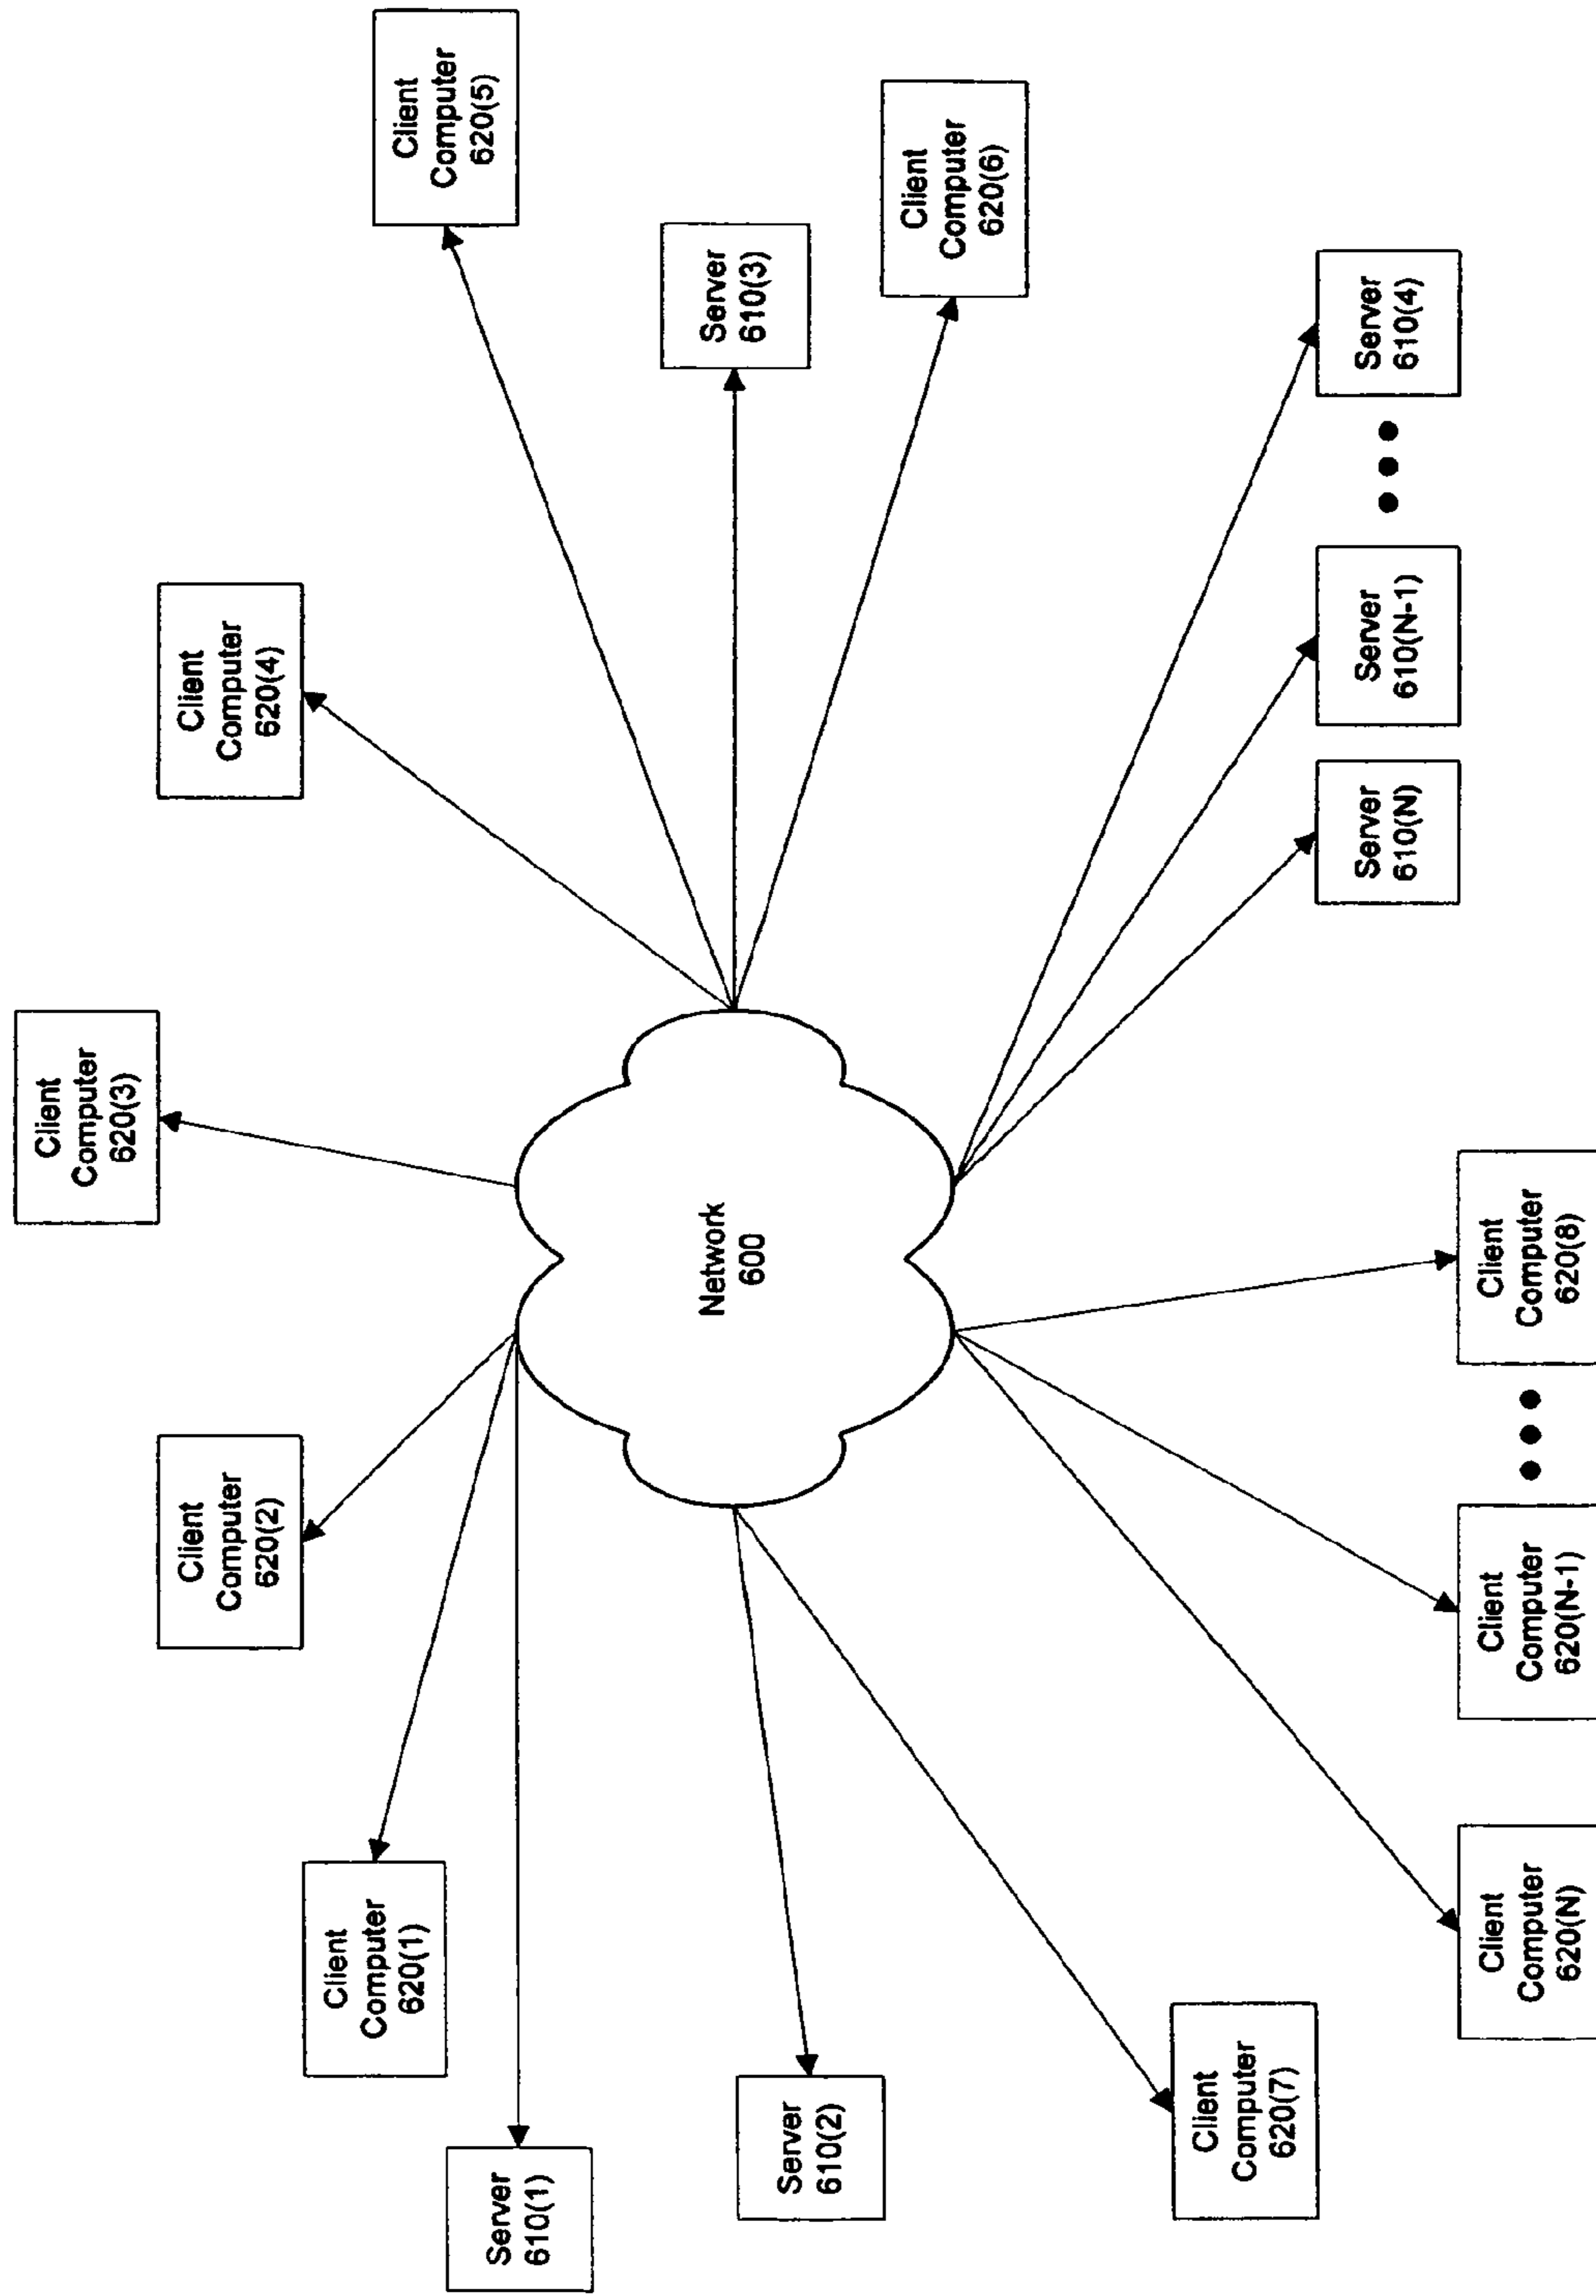 Client
Computer
620(3)
Client
Computer
620(2)
Client
Computer
620(4)
Client
Computer
620(1)
Client
Computer
620(5)
Server
610(1)
Server
610(3)
Network
600
Server
610(2)
Client
Computer
620(6)
Client
Computer
620(7)
Server
610(N)
Server
610(N-1)
Server
610(4)
Client
Computer
620(N)
Client
Computer
620(N-1)
Client
Computer
620(8)